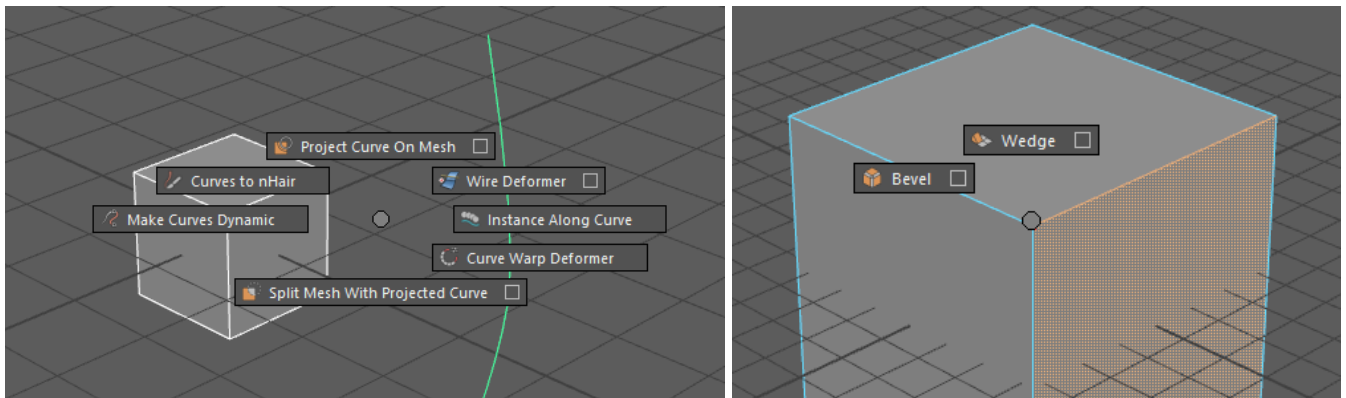 Project Curve On Mesh
Curves to nHair
Wire Deformer
Make Curves Dynamic
Instance Along Curve
Curve Warp Deformer
Split Mesh With Projected Curve
Wedge
Bevel